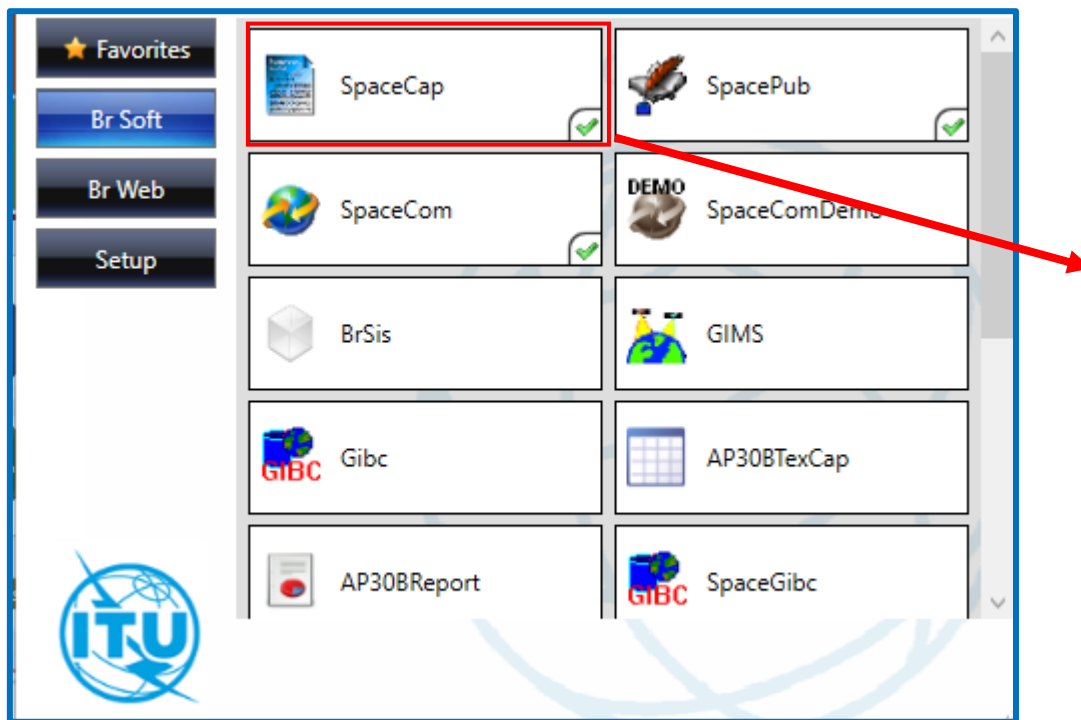 Favorites
Br Soft
Br Web
Setup
SpaceCap
SpacePub
SpaceCom
DEMO
SpaceComDemo
BrSis
GIMS
GIBC
Gibc
AP30BTexCap
AP30BReport
GIBC
SpaceGibc
ITU